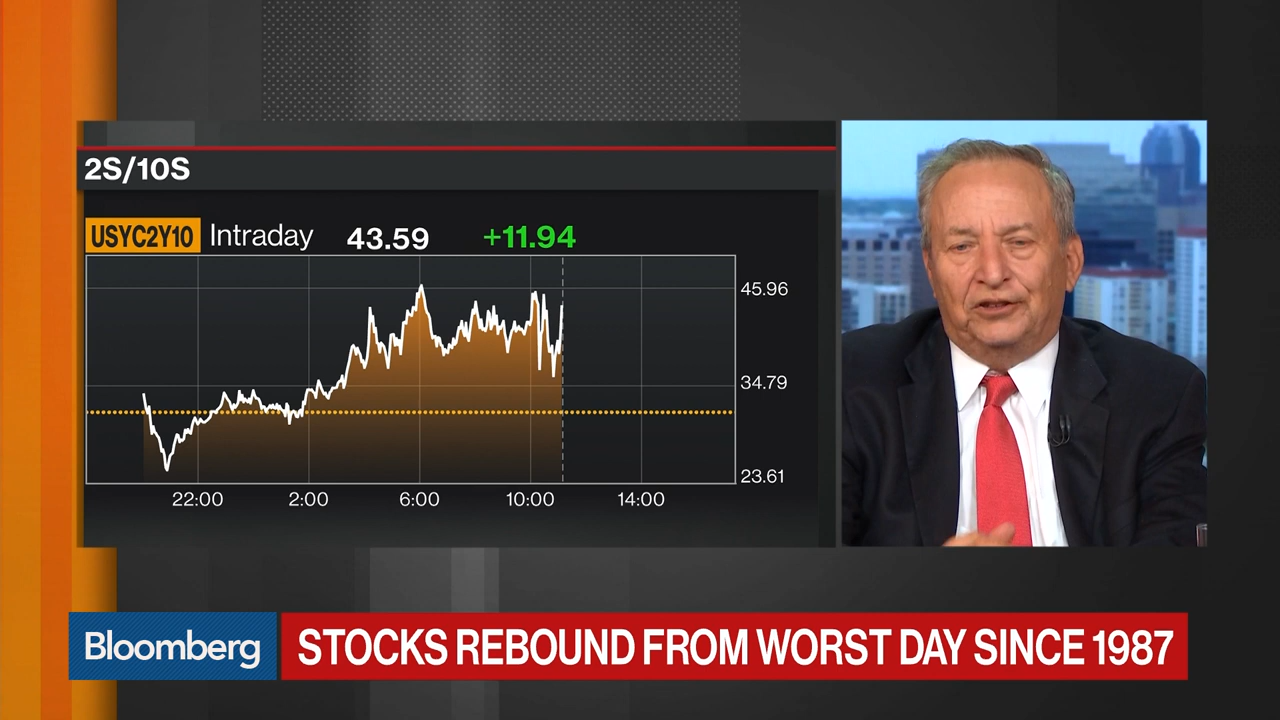 2S/10S
USYC2Y10 Intraday 43.59 +11.94
45.96
34.79
23.61
22:00 2:00 6:00 10:00 14:00
Bloomberg STOCKS REBOUND FROM WORST DAY SINCE 1987